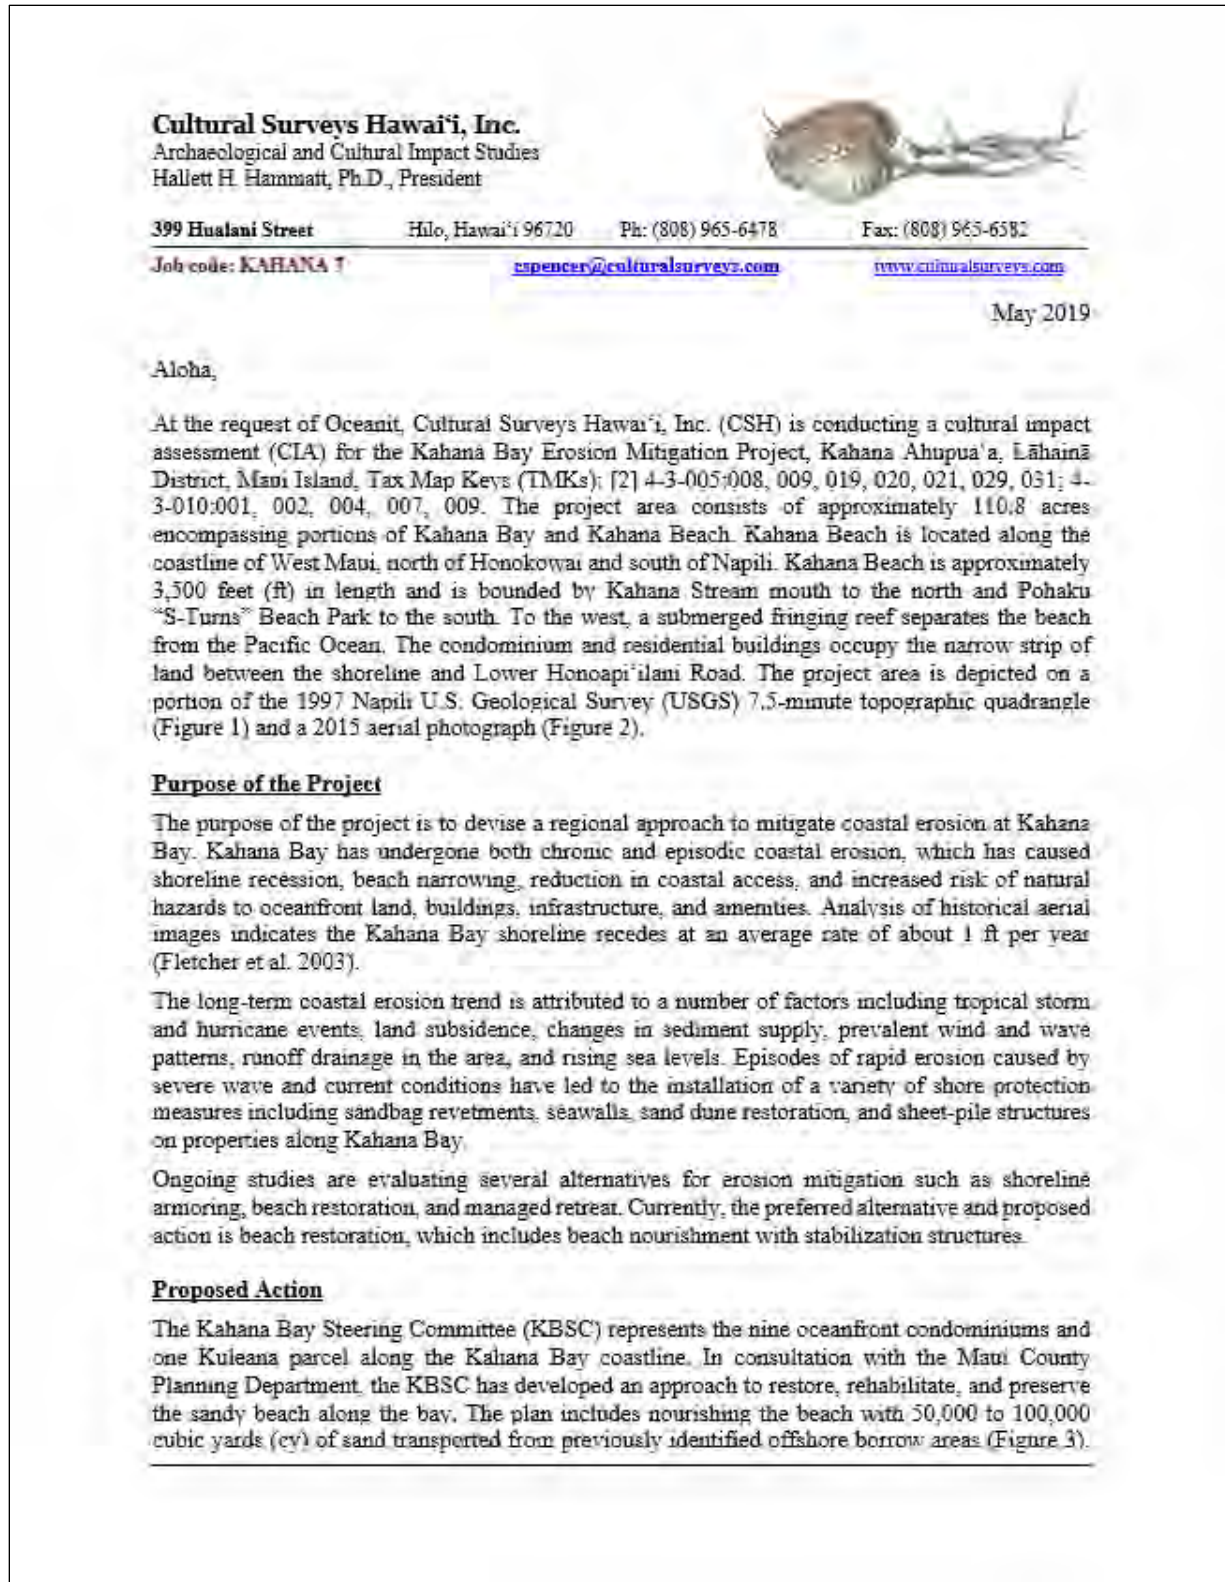 Cultural Surveys Hawai‘i, Inc.
Archaeological and Cultural Impact Studies
Hallett H. Hammatt, Ph.D., President
399 Hualani Street Hilo, Hawai‘i 96720 Ph: (808) 965-6478 Fax: (808) 965-6582
Job code: KAHANA 7 cspencer@culturalsurveys.com www.culturalsurveys.com
May 2019
Aloha,
At the request of Oceanit, Cultural Surveys Hawai‘i, Inc. (CSH) is conducting a cultural impact
assessment (CIA) for the Kahana Bay Erosion Mitigation Project, Kahana Ahupua‘a, Lāhainā
District, Maui Island, Tax Map Keys (TMKs): [2] 4-3-005:008, 009, 019, 020, 021, 029, 031; 4-
3-010:001, 002, 004, 007, 009. The project area consists of approximately 110.8 acres
encompassing portions of Kahana Bay and Kahana Beach. Kahana Beach is located along the
coastline of West Maui, north of Honokowai and south of Napili. Kahana Beach is approximately
3,500 feet (ft) in length and is bounded by Kahana Stream mouth to the north and Pohaku
“S-Turns” Beach Park to the south. To the west, a submerged fringing reef separates the beach
from the Pacific Ocean. The condominium and residential buildings occupy the narrow strip of
land between the shoreline and Lower Honoapi‘ilani Road. The project area is depicted on a
portion of the 1997 Napili U.S. Geological Survey (USGS) 7.5-minute topographic quadrangle
(Figure 1) and a 2015 aerial photograph (Figure 2).
Purpose of the Project
The purpose of the project is to devise a regional approach to mitigate coastal erosion at Kahana
Bay. Kahana Bay has undergone both chronic and episodic coastal erosion, which has caused
shoreline recession, beach narrowing, reduction in coastal access, and increased risk of natural
hazards to oceanfront land, buildings, infrastructure, and amenities. Analysis of historical aerial
images indicates the Kahana Bay shoreline recedes at an average rate of about 1 ft per year
(Fletcher et al. 2003).
The long-term coastal erosion trend is attributed to a number of factors including tropical storm
and hurricane events, land subsidence, changes in sediment supply, prevalent wind and wave
patterns, runoff drainage in the area, and rising sea levels. Episodes of rapid erosion caused by
severe wave and current conditions have led to the installation of a variety of shore protection
measures including sandbag revetments, seawalls, sand dune restoration, and sheet-pile structures
on properties along Kahana Bay.
Ongoing studies are evaluating several alternatives for erosion mitigation such as shoreline
armoring, beach restoration, and managed retreat. Currently, the preferred alternative and proposed
action is beach restoration, which includes beach nourishment with stabilization structures.
Proposed Action
The Kahana Bay Steering Committee (KBSC) represents the nine oceanfront condominiums and
one Kuleana parcel along the Kahana Bay coastline. In consultation with the Maui County
Planning Department, the KBSC has developed an approach to restore, rehabilitate, and preserve
the sandy beach along the bay. The plan includes nourishing the beach with 50,000 to 100,000
cubic yards (cy) of sand transported from previously identified offshore borrow areas (Figure 3).